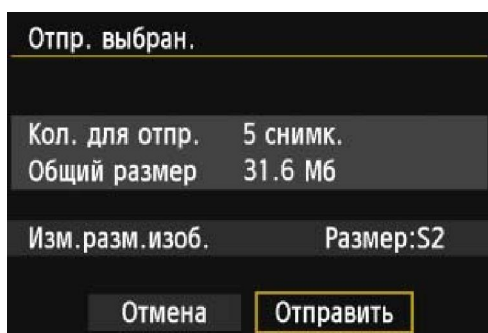 Отпр. выбран.
Кол. для отпр. 5 снимк.
Общий размер 31.6 Мб
Изм.разм.изоб. Размер:S2
Отмена Отправить